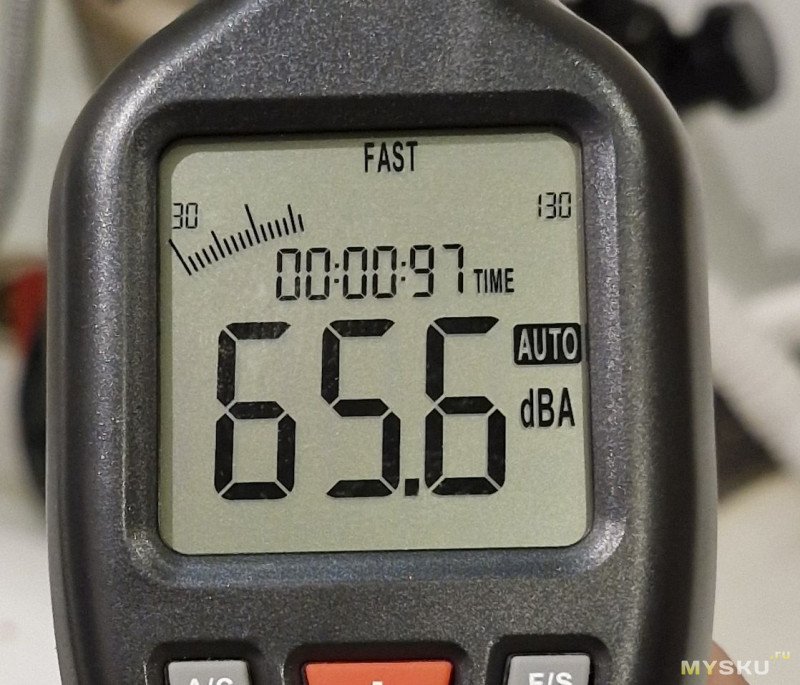 FAST
30 130
00:00:97 TIME
65.6 AUTO
dBA
A/C F/S
MYSKU.ru